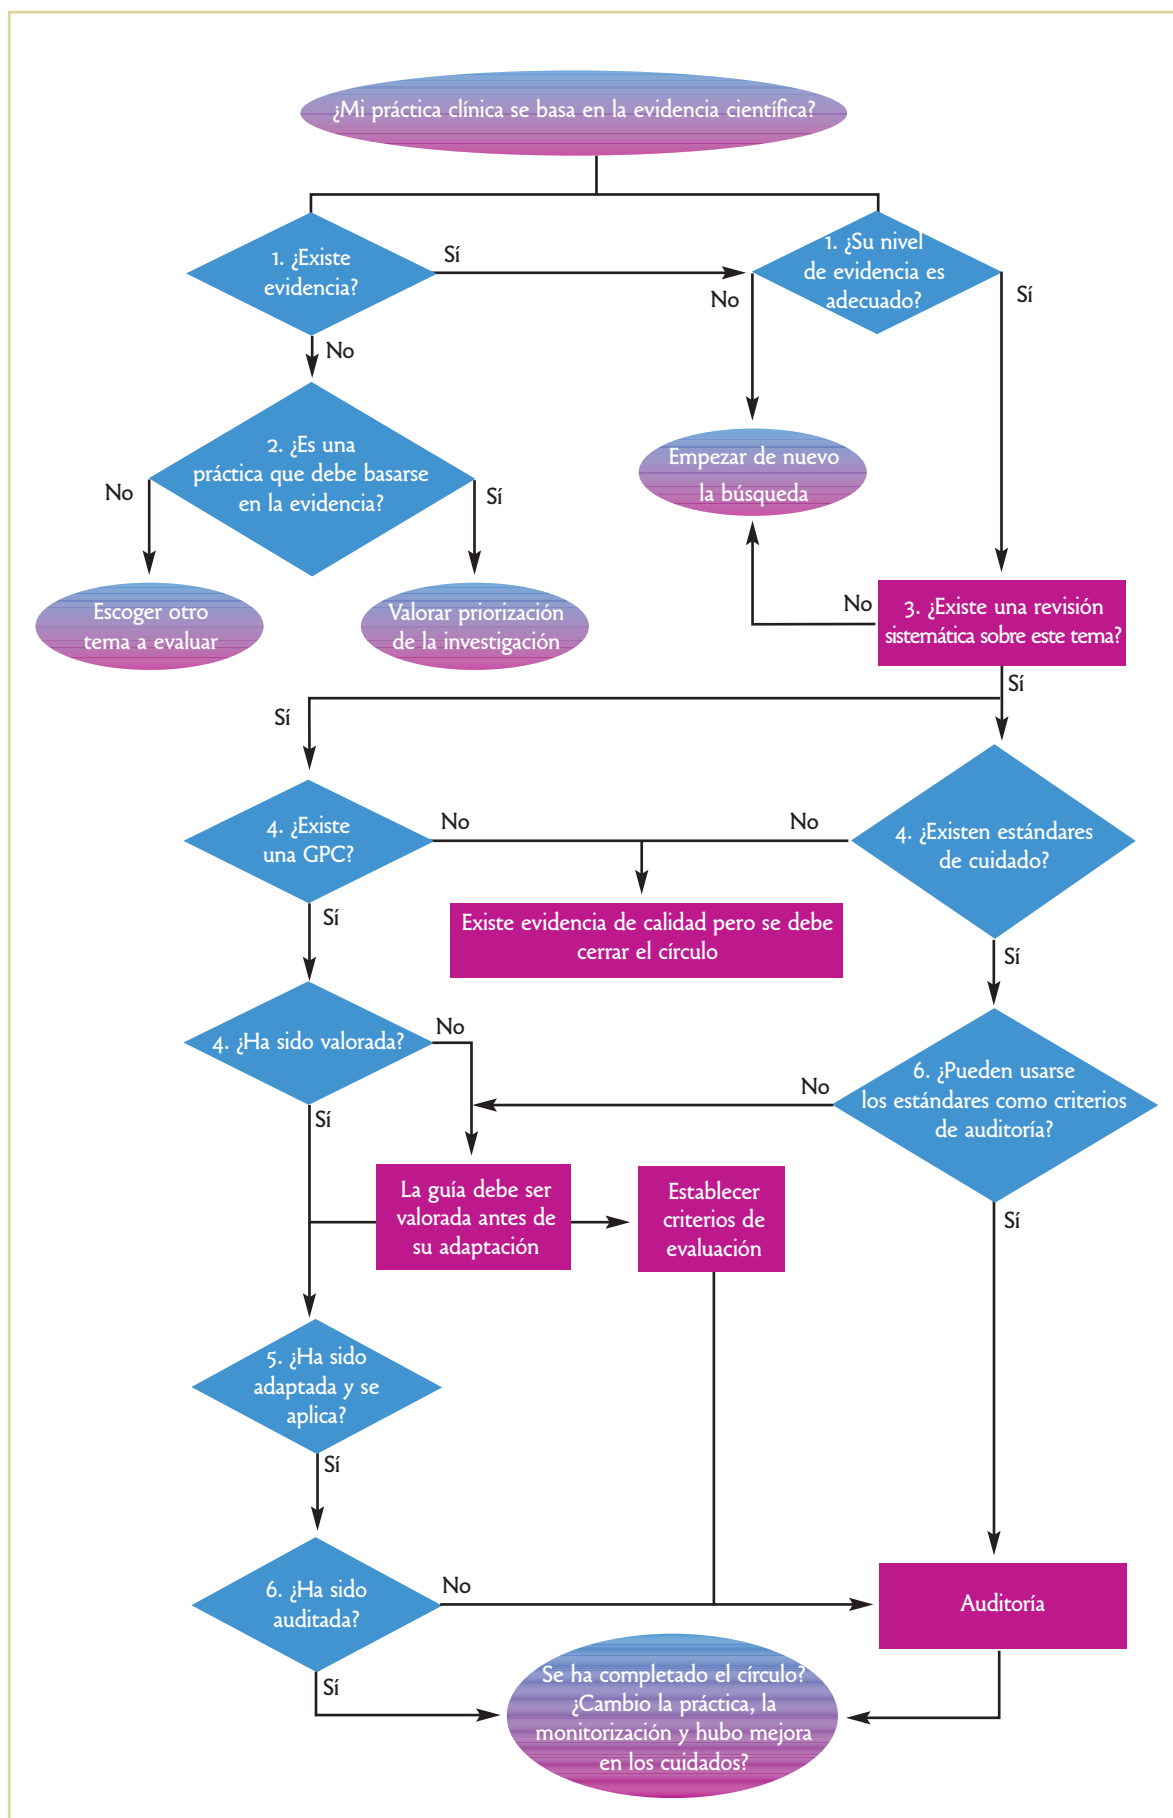 ¿Mi práctica clínica se basa en la evidencia científica?
1. ¿Existe
evidencia?
Sí
1. ¿Su nivel
de evidencia es
adecuado?
No
Sí
No
2. ¿Es una
práctica que debe basarse
en la evidencia?
No
Sí
Empezar de nuevo
la búsqueda
Escoger otro
tema a evaluar
Valorar priorización
de la investigación
No
3. ¿Existe una revisión
sistemática sobre este tema?
Sí
Sí
4. ¿Existe
una GPC?
No
No
4. ¿Existen estándares
de cuidado?
Sí
Existe evidencia de calidad pero se debe
cerrar el círculo
Sí
4. ¿Ha sido valorada?
No
No
6. ¿Pueden usarse
los estándares como criterios
de auditoría?
Sí
La guía debe ser
valorada antes de
su adaptación
Establecer
criterios de
evaluación
Sí
5. ¿Ha sido
adaptada y se
aplica?
Sí
6. ¿Ha sido
auditada?
No
Auditoría
Sí
Se ha completado el círculo?
¿Cambio la práctica, la
monitorización y hubo mejora
en los cuidados?